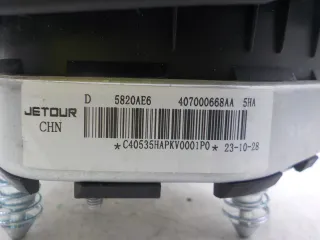 D 5820AE6 407000668AA 5HA
JETOUR
CHN
*C40535HAPKV0001P0* 23-10-28